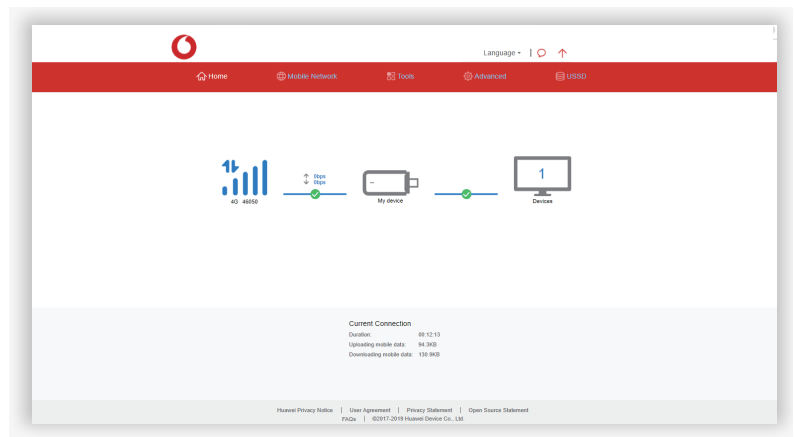 Language
Home Mobile Network Tools Advanced USSD
0bps
0bps
1
4G 46050
My device
Devices
Current Connection
Duration: 00:12:13
Uploading mobile data: 94.3KB
Downloading mobile data: 130.9KB
Huawei Privacy Notice | User Agreement | Privacy Statement | Open Source Statement
FAQs | ©2017-2019 Huawei Device Co., Ltd.